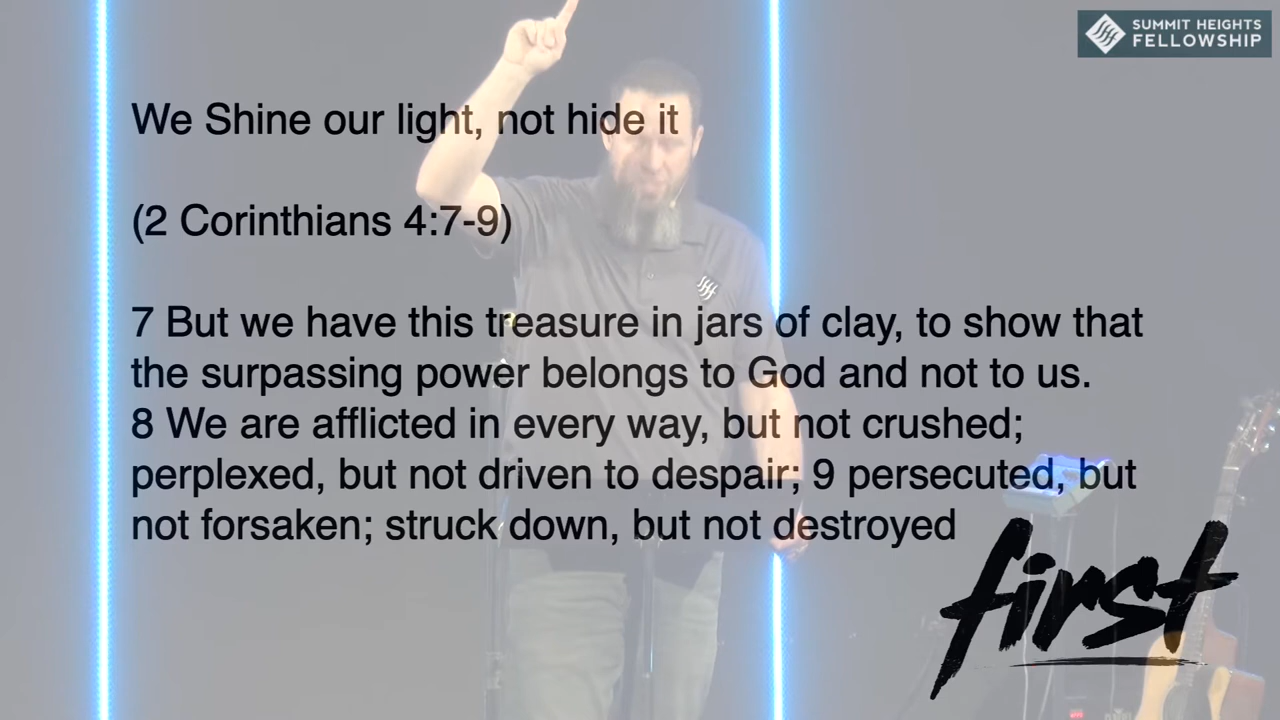 SUMMIT HEIGHTS
FELLOWSHIP
We Shine our light, not hide it
(2 Corinthians 4:7-9)
7 But we have this treasure in jars of clay, to show that
the surpassing power belongs to God and not to us.
8 We are afflicted in every way, but not crushed;
perplexed, but not driven to despair; 9 persecuted, but
not forsaken; struck down, but not destroyed
first